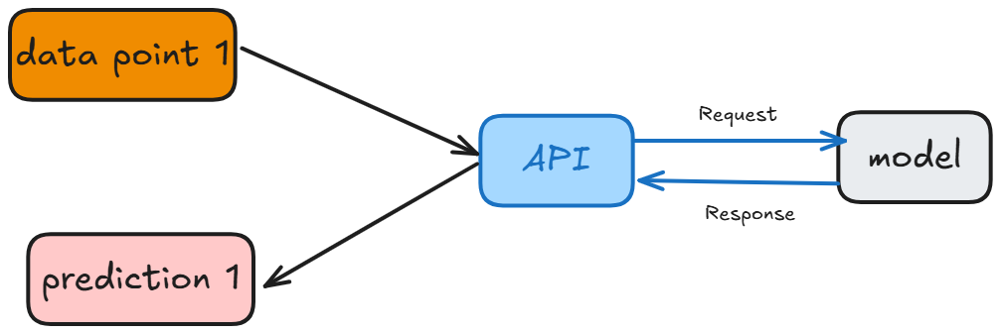 data point 1
API
Request
model
Response
prediction 1